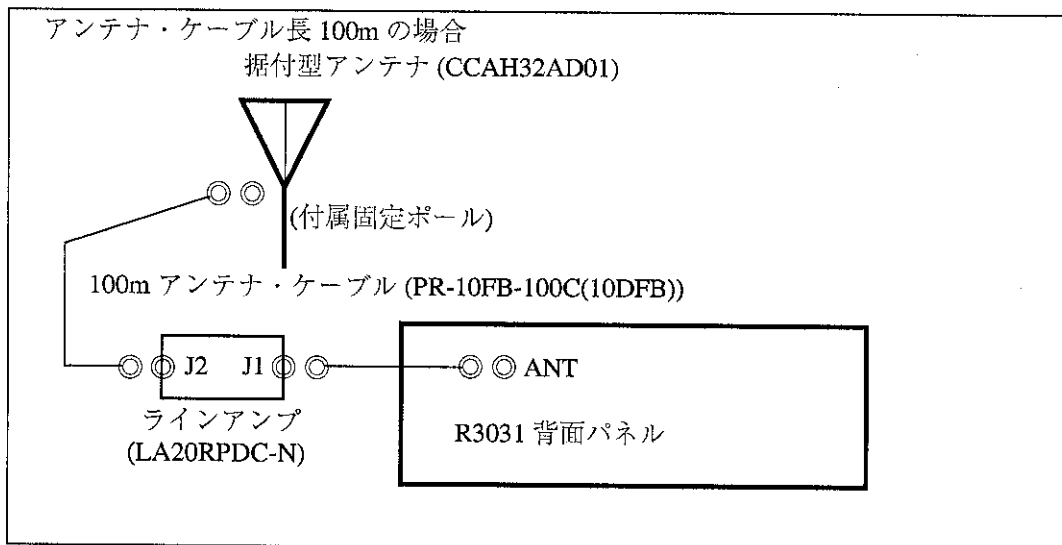 アンテナ・ケーブル長 100m の場合
据付型アンテナ (CCAH32AD01)
(付属固定ポール)
100m アンテナ・ケーブル (PR-10FB-100C(10DFB))
J2 J1
ANT
ラインアンプ
(LA20RPDC-N)
R3031 背面パネル